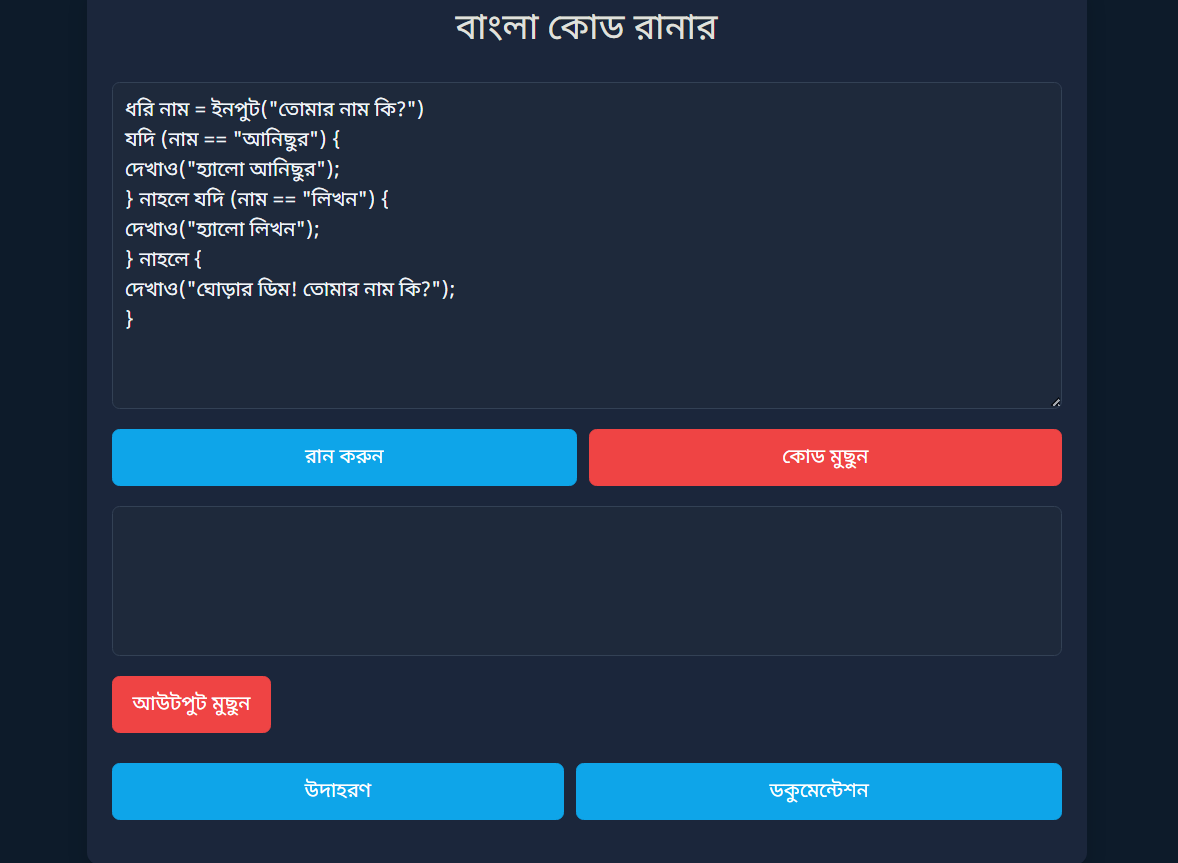 বাংলা কোড রানার
ধরি নাম = ইনপুট("তোমার নাম কি?")
যদি (নাম == "আনিছুর") {
দেখাও("হ্যালো আনিছুর");
} নাহলে যদি (নাম == "লিখন") {
দেখাও("হ্যালো লিখন");
} নাহলে {
দেখাও("ঘোড়ার ডিম! তোমার নাম কি?");
}
রান করুন
কোড মুছুন
আউটপুট মুছুন
উদাহরণ
ডকুমেন্টেশন